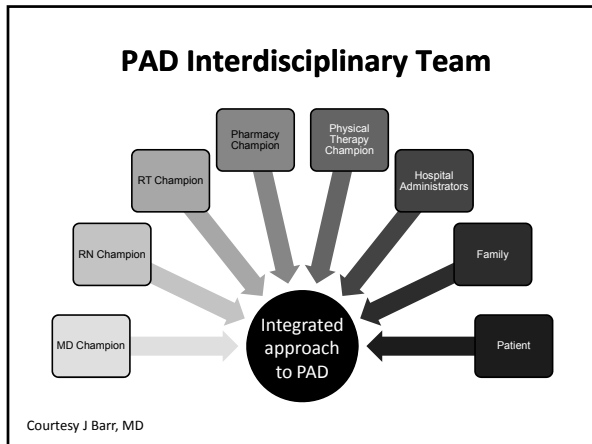 PAD Interdisciplinary Team
Pharmacy
Champion
Physical
Therapy
Champion
RT Champion
Hospital
Administrators
RN Champion
Family
MD Champion
Integrated
approach
to PAD
Patient
Courtesy J Barr, MD